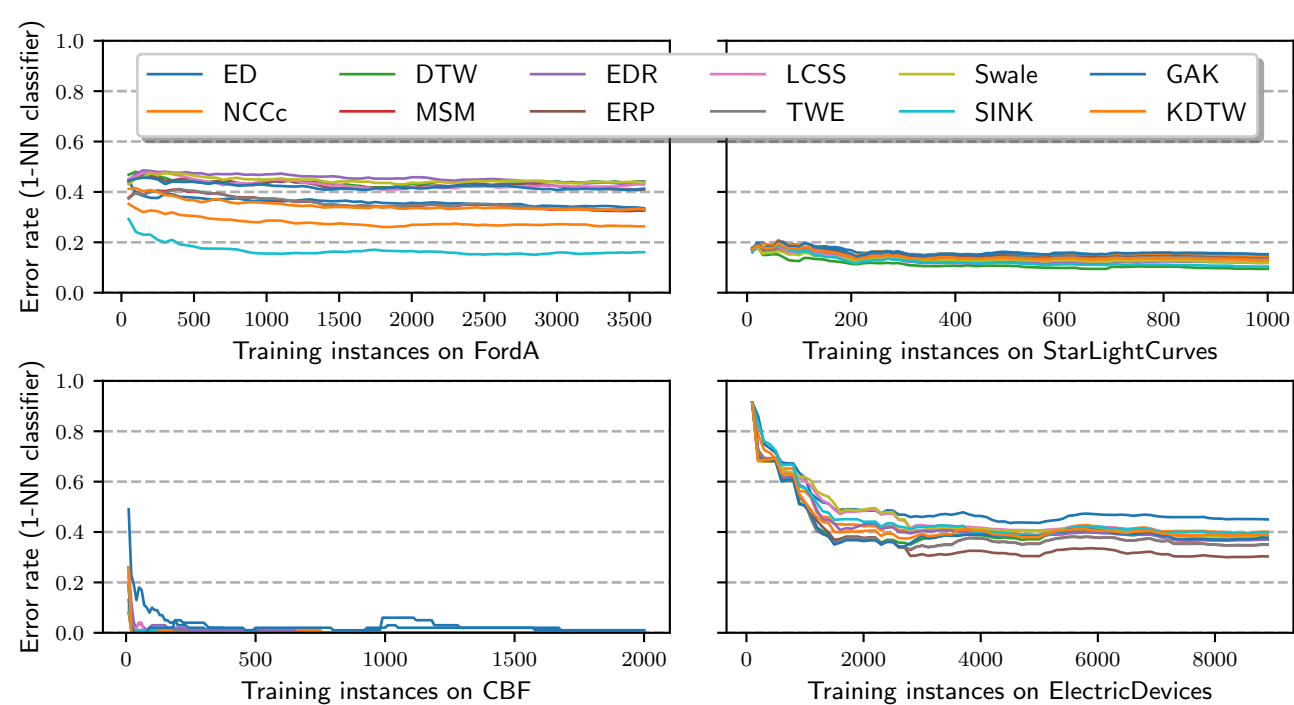 Error rate (1-NN classifier)
1.0
0.8
0.6
0.4
0.2
0.0
ED DTW EDR LCSS Swale GAK
NCCc MSM ERP TWE SINK KDTW
0 500 1000 1500 2000 2500 3000 3500
Training instances on FordA
0 200 400 600 800 1000
Training instances on StarLightCurves
Error rate (1-NN classifier)
1.0
0.8
0.6
0.4
0.2
0.0
0 500 1000 1500 2000
Training instances on CBF
0 2000 4000 6000 8000
Training instances on ElectricDevices